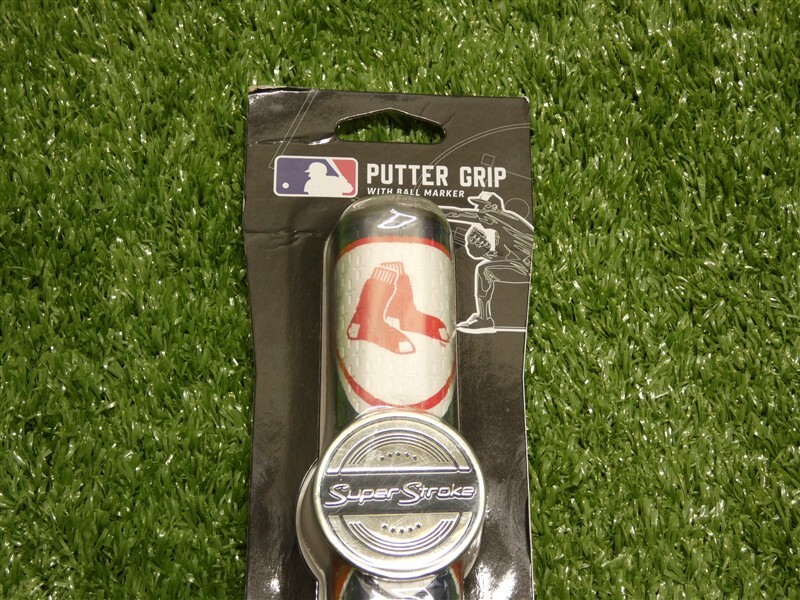 PUTTER GRIP
WITH BALL MARKER
SuperStroke